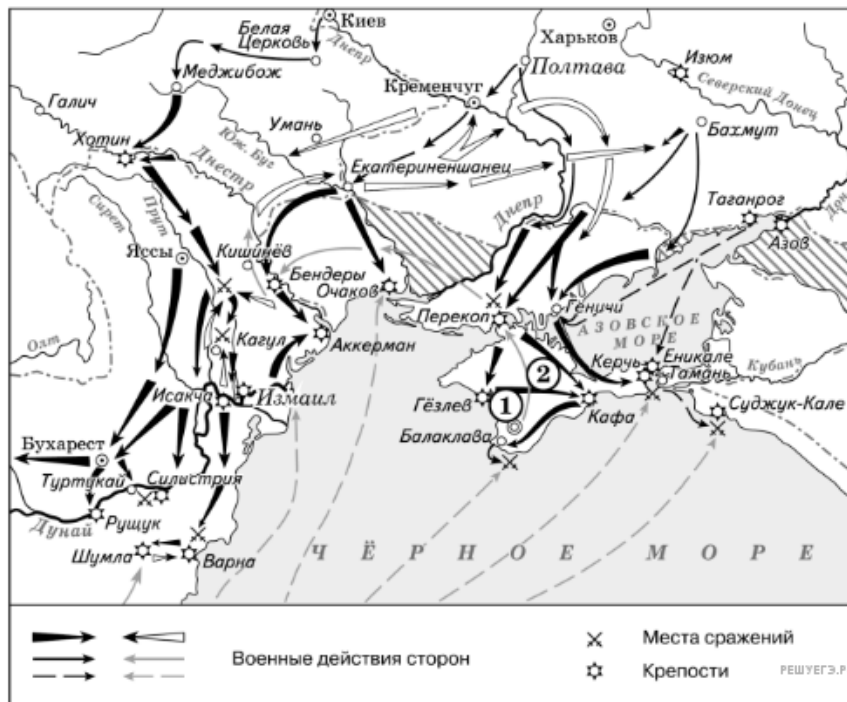 Белая
Церковь
Киев
Днепр
Харьков
Изюм
Меджибож
Полтава
Северский Донец
Галич
Кременчуг
Умань
Бахмут
Хотин
Юж. Буг
Днестр
Екатериненшанец
Таганрог
Дон
Сирет
Прут
Днепр
Азов
Яссы
Кишинёв
Бендеры
Очаков
Перекоп
Геничи
АЗОВСКОЕ
МОРЕ
Олт
Кагул
Аккерман
Керчь
Еникале
Тамань
Кубань
Исакча
Измаил
2
1
Гёзлев
Кафа
Суджук-Кале
Бухарест
Балаклава
Туртукай
Силистрия
Дунай
Рущук
Шумла
Варна
ЧЁРНОЕ МОРЕ
Военные действия сторон
Места сражений
Крепости
РЕШУЕГЭ.Р